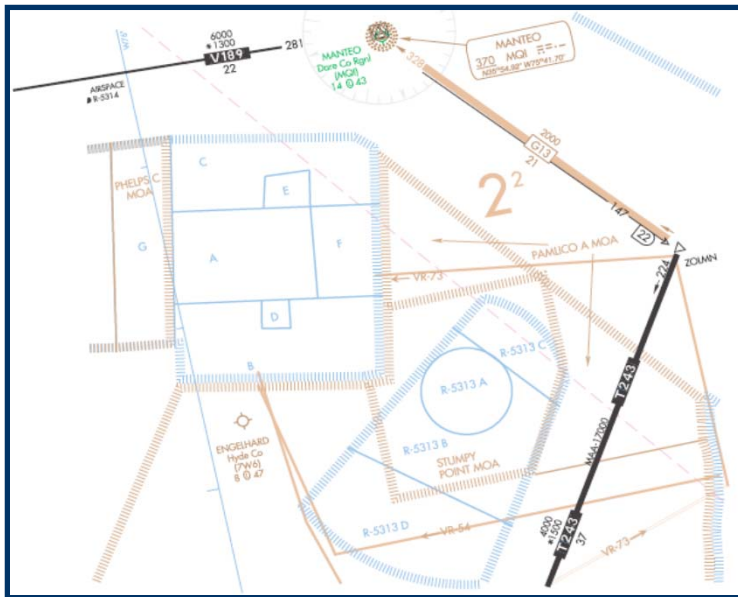 6000
*1300
V189
22
281
AIRSPACE
R-5314
MANTEO
Dare Co Rgnl
(MQI)
14 43
328
MANTEO
370 MQI
N35°54.90' W75°41.70'
2000
G13
21
147
22
ZOLMN
224
2²
PAMLICO A MOA
PHELPS C
MOA
G
C
E
A
F
D
B
VR-73
R-5313 C
R-5313 A
R-5313 B
STUMPY
POINT MOA
R-5313 D
VR-54
ENGELHARD
Hyde Co
(7W6)
8 47
T243
MAA-17000
4000
*1500
T243
37
VR-73